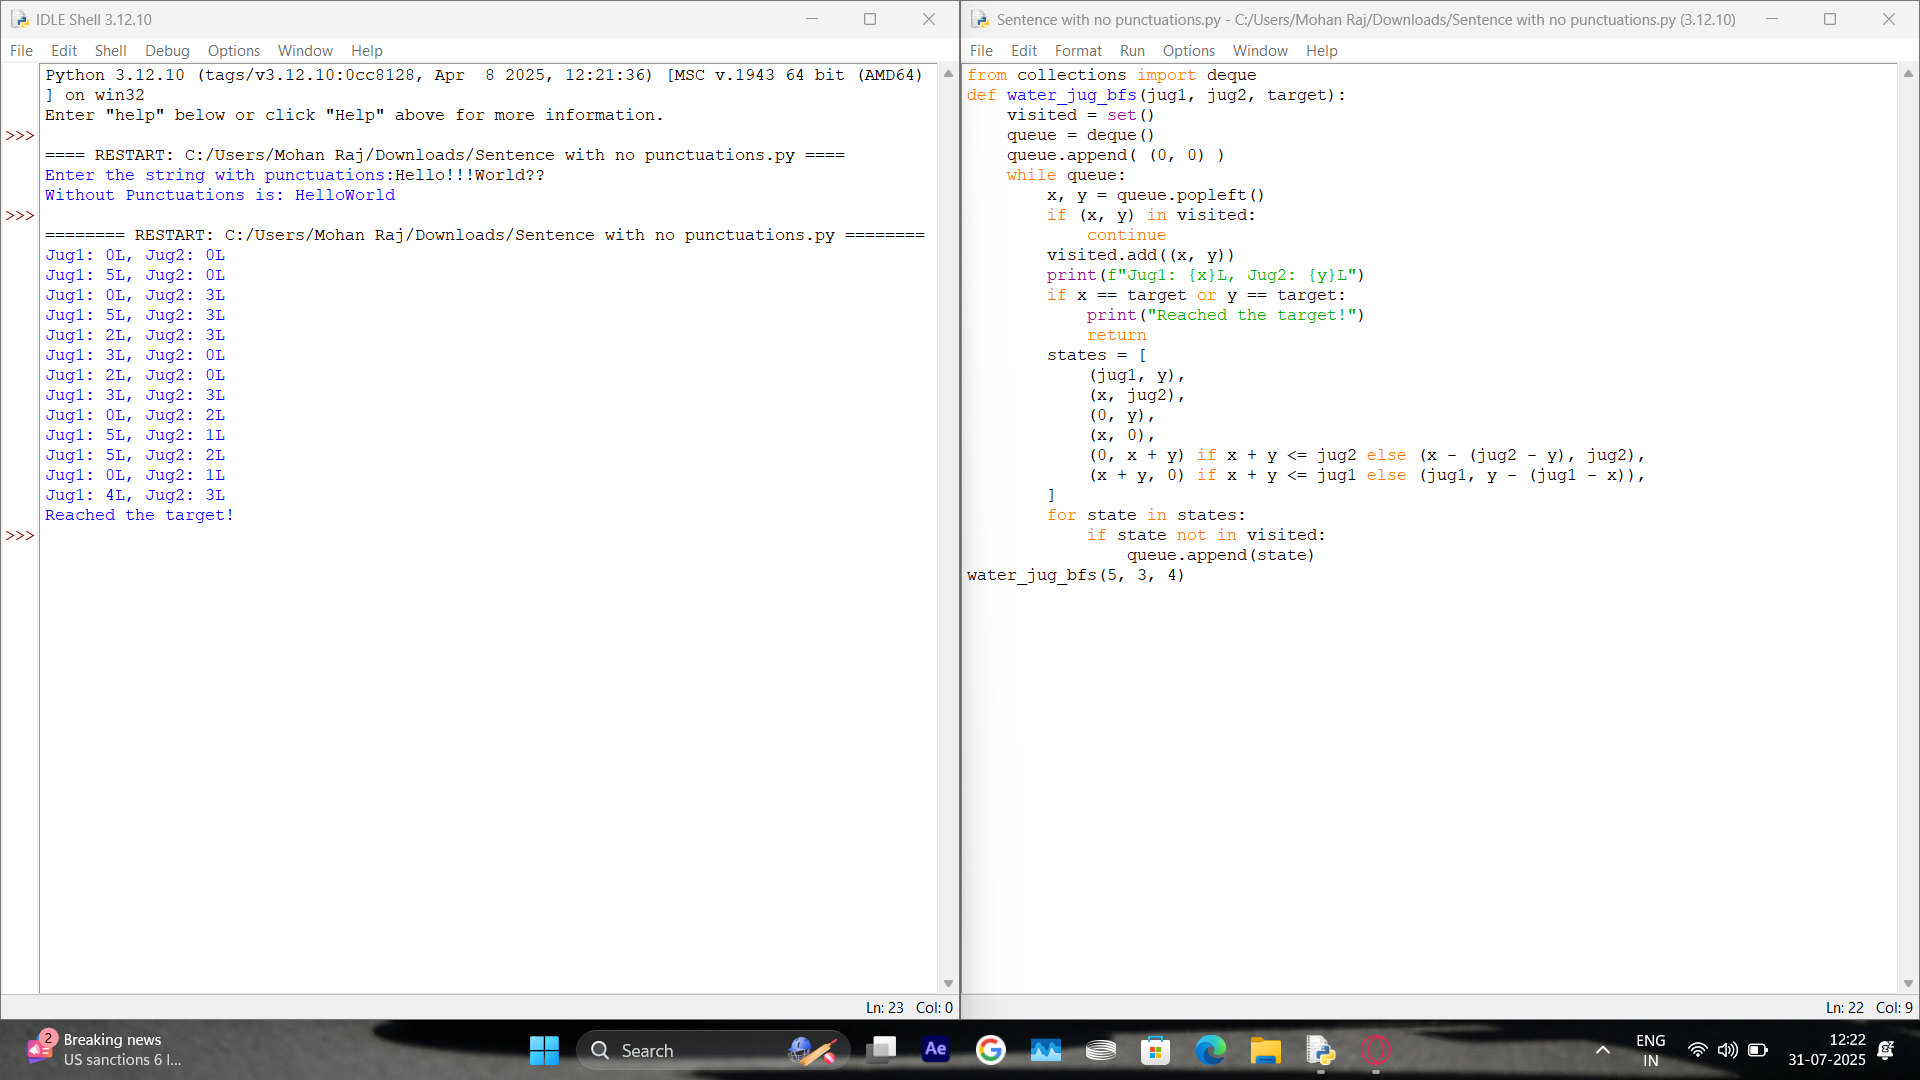 IDLE Shell 3.12.10
File Edit Shell Debug Options Window Help
Python 3.12.10 (tags/v3.12.10:0cc8128, Apr  8 2025, 12:21:36) [MSC v.1943 64 bit (AMD64)
] on win32
Enter "help" below or click "Help" above for more information.
>>>
==== RESTART: C:/Users/Mohan Raj/Downloads/Sentence with no punctuations.py ====
Enter the string with punctuations:Hello!!!World??
Without Punctuations is: HelloWorld
>>>
======== RESTART: C:/Users/Mohan Raj/Downloads/Sentence with no punctuations.py ========
Jug1: 0L, Jug2: 0L
Jug1: 5L, Jug2: 0L
Jug1: 0L, Jug2: 3L
Jug1: 5L, Jug2: 3L
Jug1: 2L, Jug2: 3L
Jug1: 3L, Jug2: 0L
Jug1: 2L, Jug2: 0L
Jug1: 3L, Jug2: 3L
Jug1: 0L, Jug2: 2L
Jug1: 5L, Jug2: 1L
Jug1: 5L, Jug2: 2L
Jug1: 0L, Jug2: 1L
Jug1: 4L, Jug2: 3L
Reached the target!
>>>
Ln: 23 Col: 0
Sentence with no punctuations.py - C:/Users/Mohan Raj/Downloads/Sentence with no punctuations.py (3.12.10)
File Edit Format Run Options Window Help
from collections import deque
def water_jug_bfs(jug1, jug2, target):
    visited = set()
    queue = deque()
    queue.append( (0, 0) )
    while queue:
        x, y = queue.popleft()
        if (x, y) in visited:
            continue
        visited.add((x, y))
        print(f"Jug1: {x}L, Jug2: {y}L")
        if x == target or y == target:
            print("Reached the target!")
            return
        states = [
            (jug1, y),
            (x, jug2),
            (0, y),
            (x, 0),
            (0, x + y) if x + y <= jug2 else (x - (jug2 - y), jug2),
            (x + y, 0) if x + y <= jug1 else (jug1, y - (jug1 - x)),
        ]
        for state in states:
            if state not in visited:
                queue.append(state)
water_jug_bfs(5, 3, 4)
Ln: 22 Col: 9
2
Breaking news
US sanctions 6 I...
Search
Ae
G
ENG
IN
12:22
31-07-2025